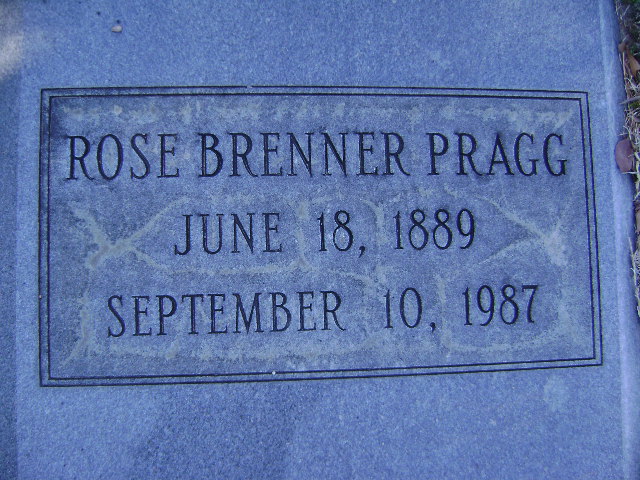 ROSE BRENNER PRAGG
JUNE 18, 1889
SEPTEMBER 10, 1987